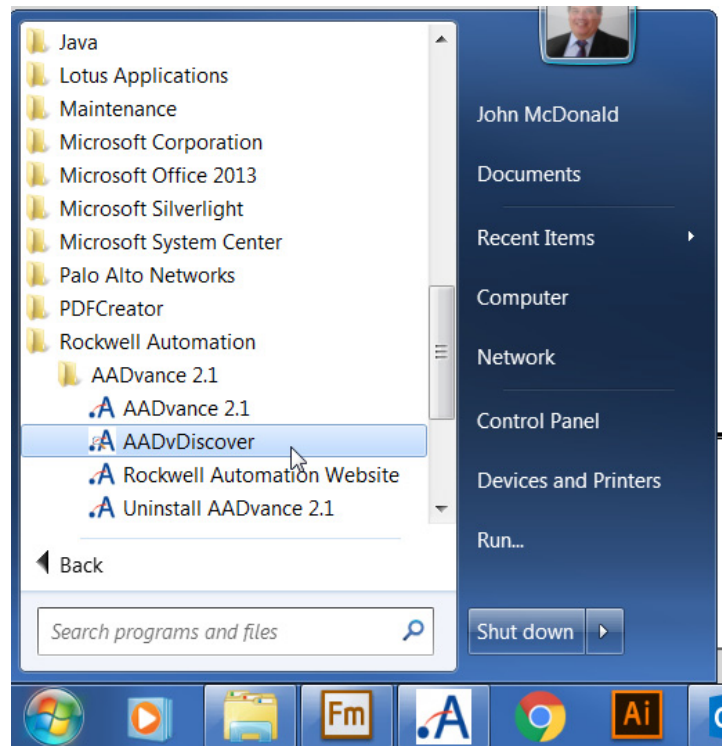 Java
Lotus Applications
Maintenance
Microsoft Corporation
Microsoft Office 2013
Microsoft Silverlight
Microsoft System Center
Palo Alto Networks
PDFCreator
Rockwell Automation
AADvance 2.1
AADvance 2.1
AADvDiscover
Rockwell Automation Website
Uninstall AADvance 2.1
Back
Search programs and files
John McDonald
Documents
Recent Items
Computer
Network
Control Panel
Devices and Printers
Run...
Shut down
Fm
A
Ai